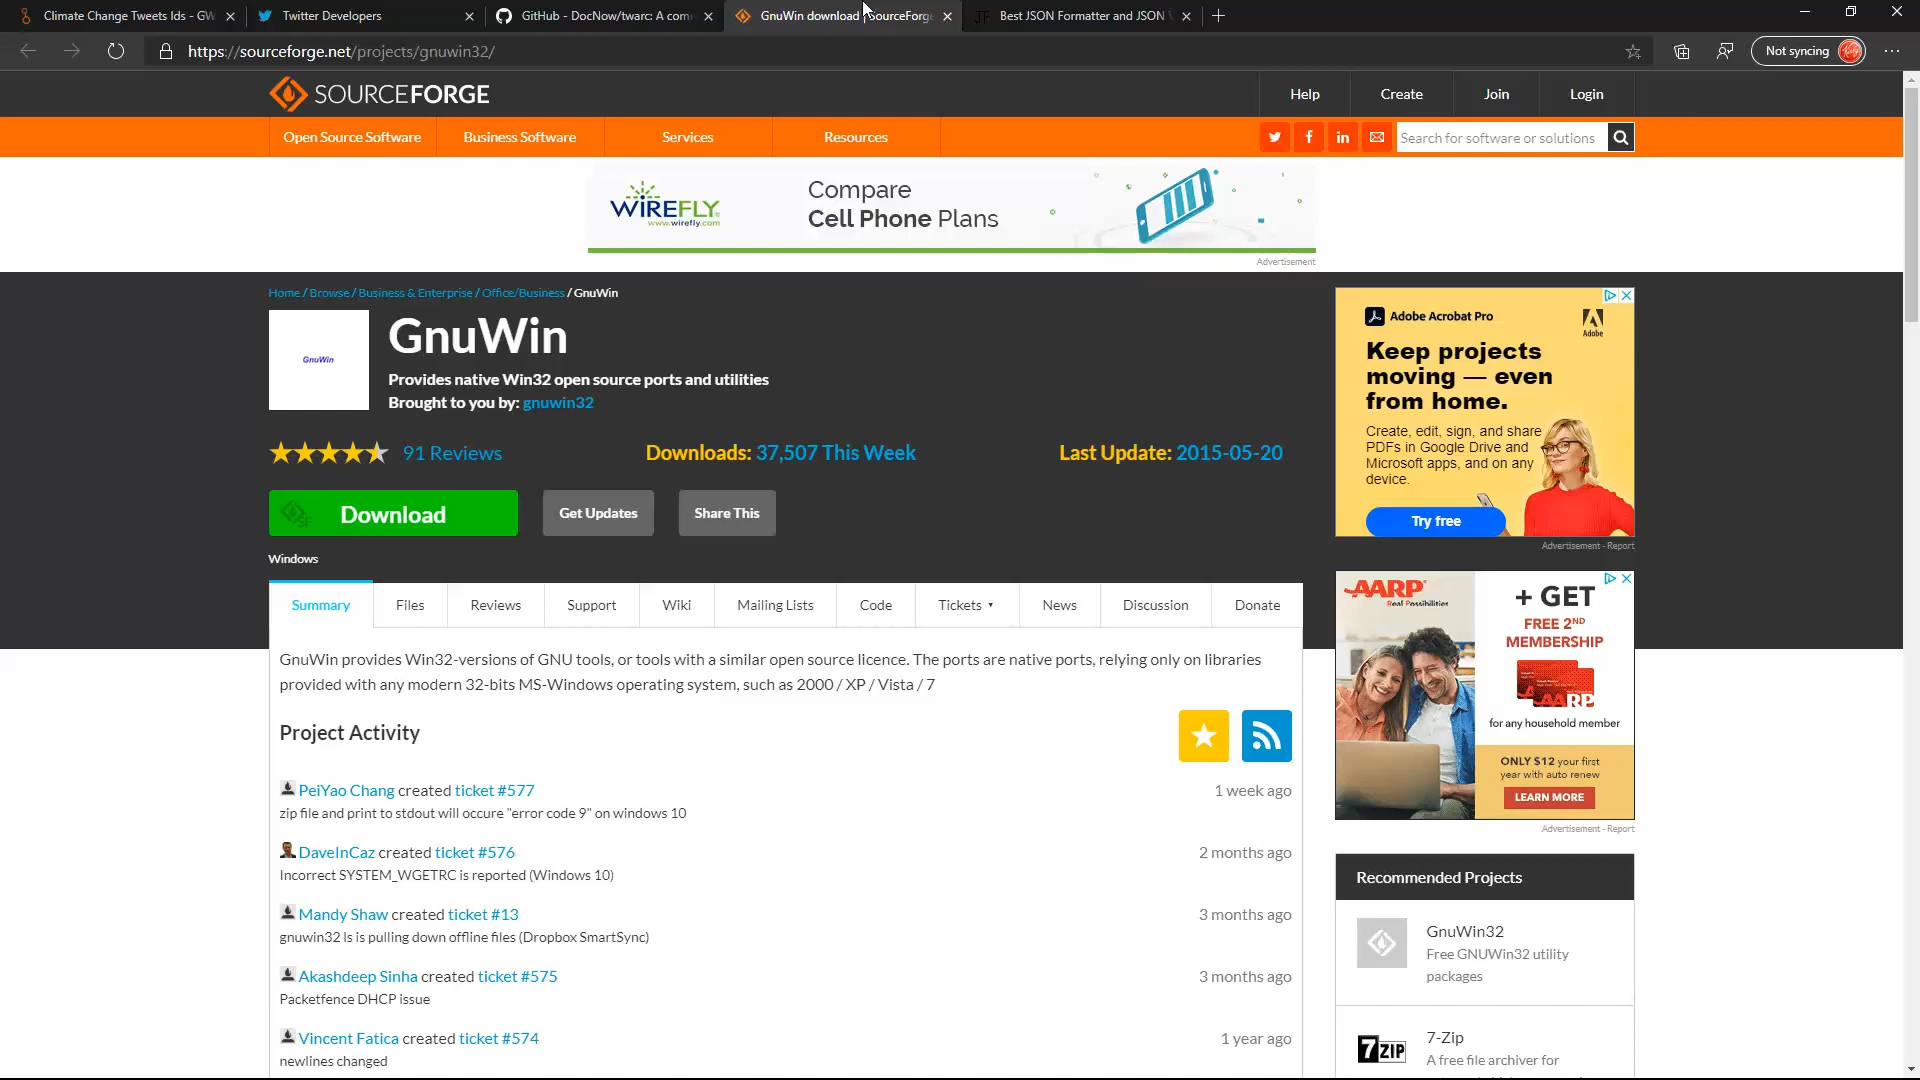 Climate Change Tweets Ids - GW
Twitter Developers
GitHub - DocNow/twarc: A com
GnuWin download | SourceForge
Best JSON Formatter and JSON
https://sourceforge.net/projects/gnuwin32/
Not syncing
SOURCEFORGE
Help
Create
Join
Login
Open Source Software
Business Software
Services
Resources
Search for software or solutions
WIREFLY
www.wirefly.com
Compare
Cell Phone Plans
Advertisement
Home / Browse / Business & Enterprise / Office/Business / GnuWin
GnuWin
GnuWin
Provides native Win32 open source ports and utilities
Brought to you by: gnuwin32
91 Reviews
Downloads: 37,507 This Week
Last Update: 2015-05-20
Download
Get Updates
Share This
Windows
Summary
Files
Reviews
Support
Wiki
Mailing Lists
Code
Tickets
News
Discussion
Donate
GnuWin provides Win32-versions of GNU tools, or tools with a similar open source licence. The ports are native ports, relying only on libraries
provided with any modern 32-bits MS-Windows operating system, such as 2000 / XP / Vista / 7
Project Activity
PeiYao Chang created ticket #577
1 week ago
zip file and print to stdout will occure "error code 9" on windows 10
DaveInCaz created ticket #576
2 months ago
Incorrect SYSTEM_WGETRC is reported (Windows 10)
Mandy Shaw created ticket #13
3 months ago
gnuwin32 ls is pulling down offline files (Dropbox SmartSync)
Akashdeep Sinha created ticket #575
3 months ago
Packetfence DHCP issue
Vincent Fatica created ticket #574
1 year ago
newlines changed
Adobe Acrobat Pro
Adobe
Keep projects
moving — even
from home.
Create, edit, sign, and share
PDFs in Google Drive and
Microsoft apps, and on any
device.
Try free
Advertisement - Report
AARP
Real Possibilities
+ GET
FREE 2ND
MEMBERSHIP
AARP
for any household member
ONLY $12 your first
year with auto renew
LEARN MORE
Advertisement - Report
Recommended Projects
GnuWin32
Free GNUWin32 utility
packages
7ZIP
7-Zip
A free file archiver for